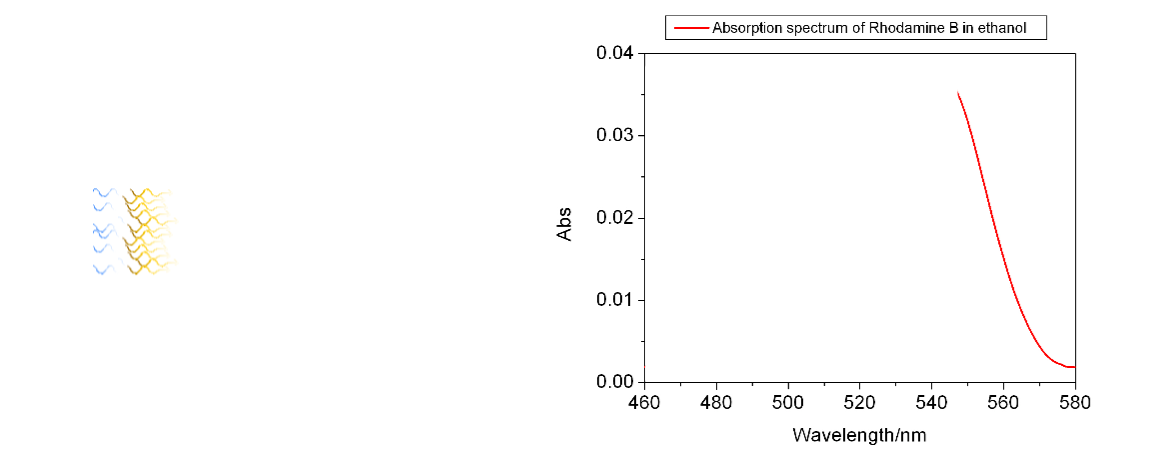 Absorption spectrum of Rhodamine B in ethanol
0.04
0.03
0.02
0.01
0.00
Abs
460 480 500 520 540 560 580
Wavelength/nm